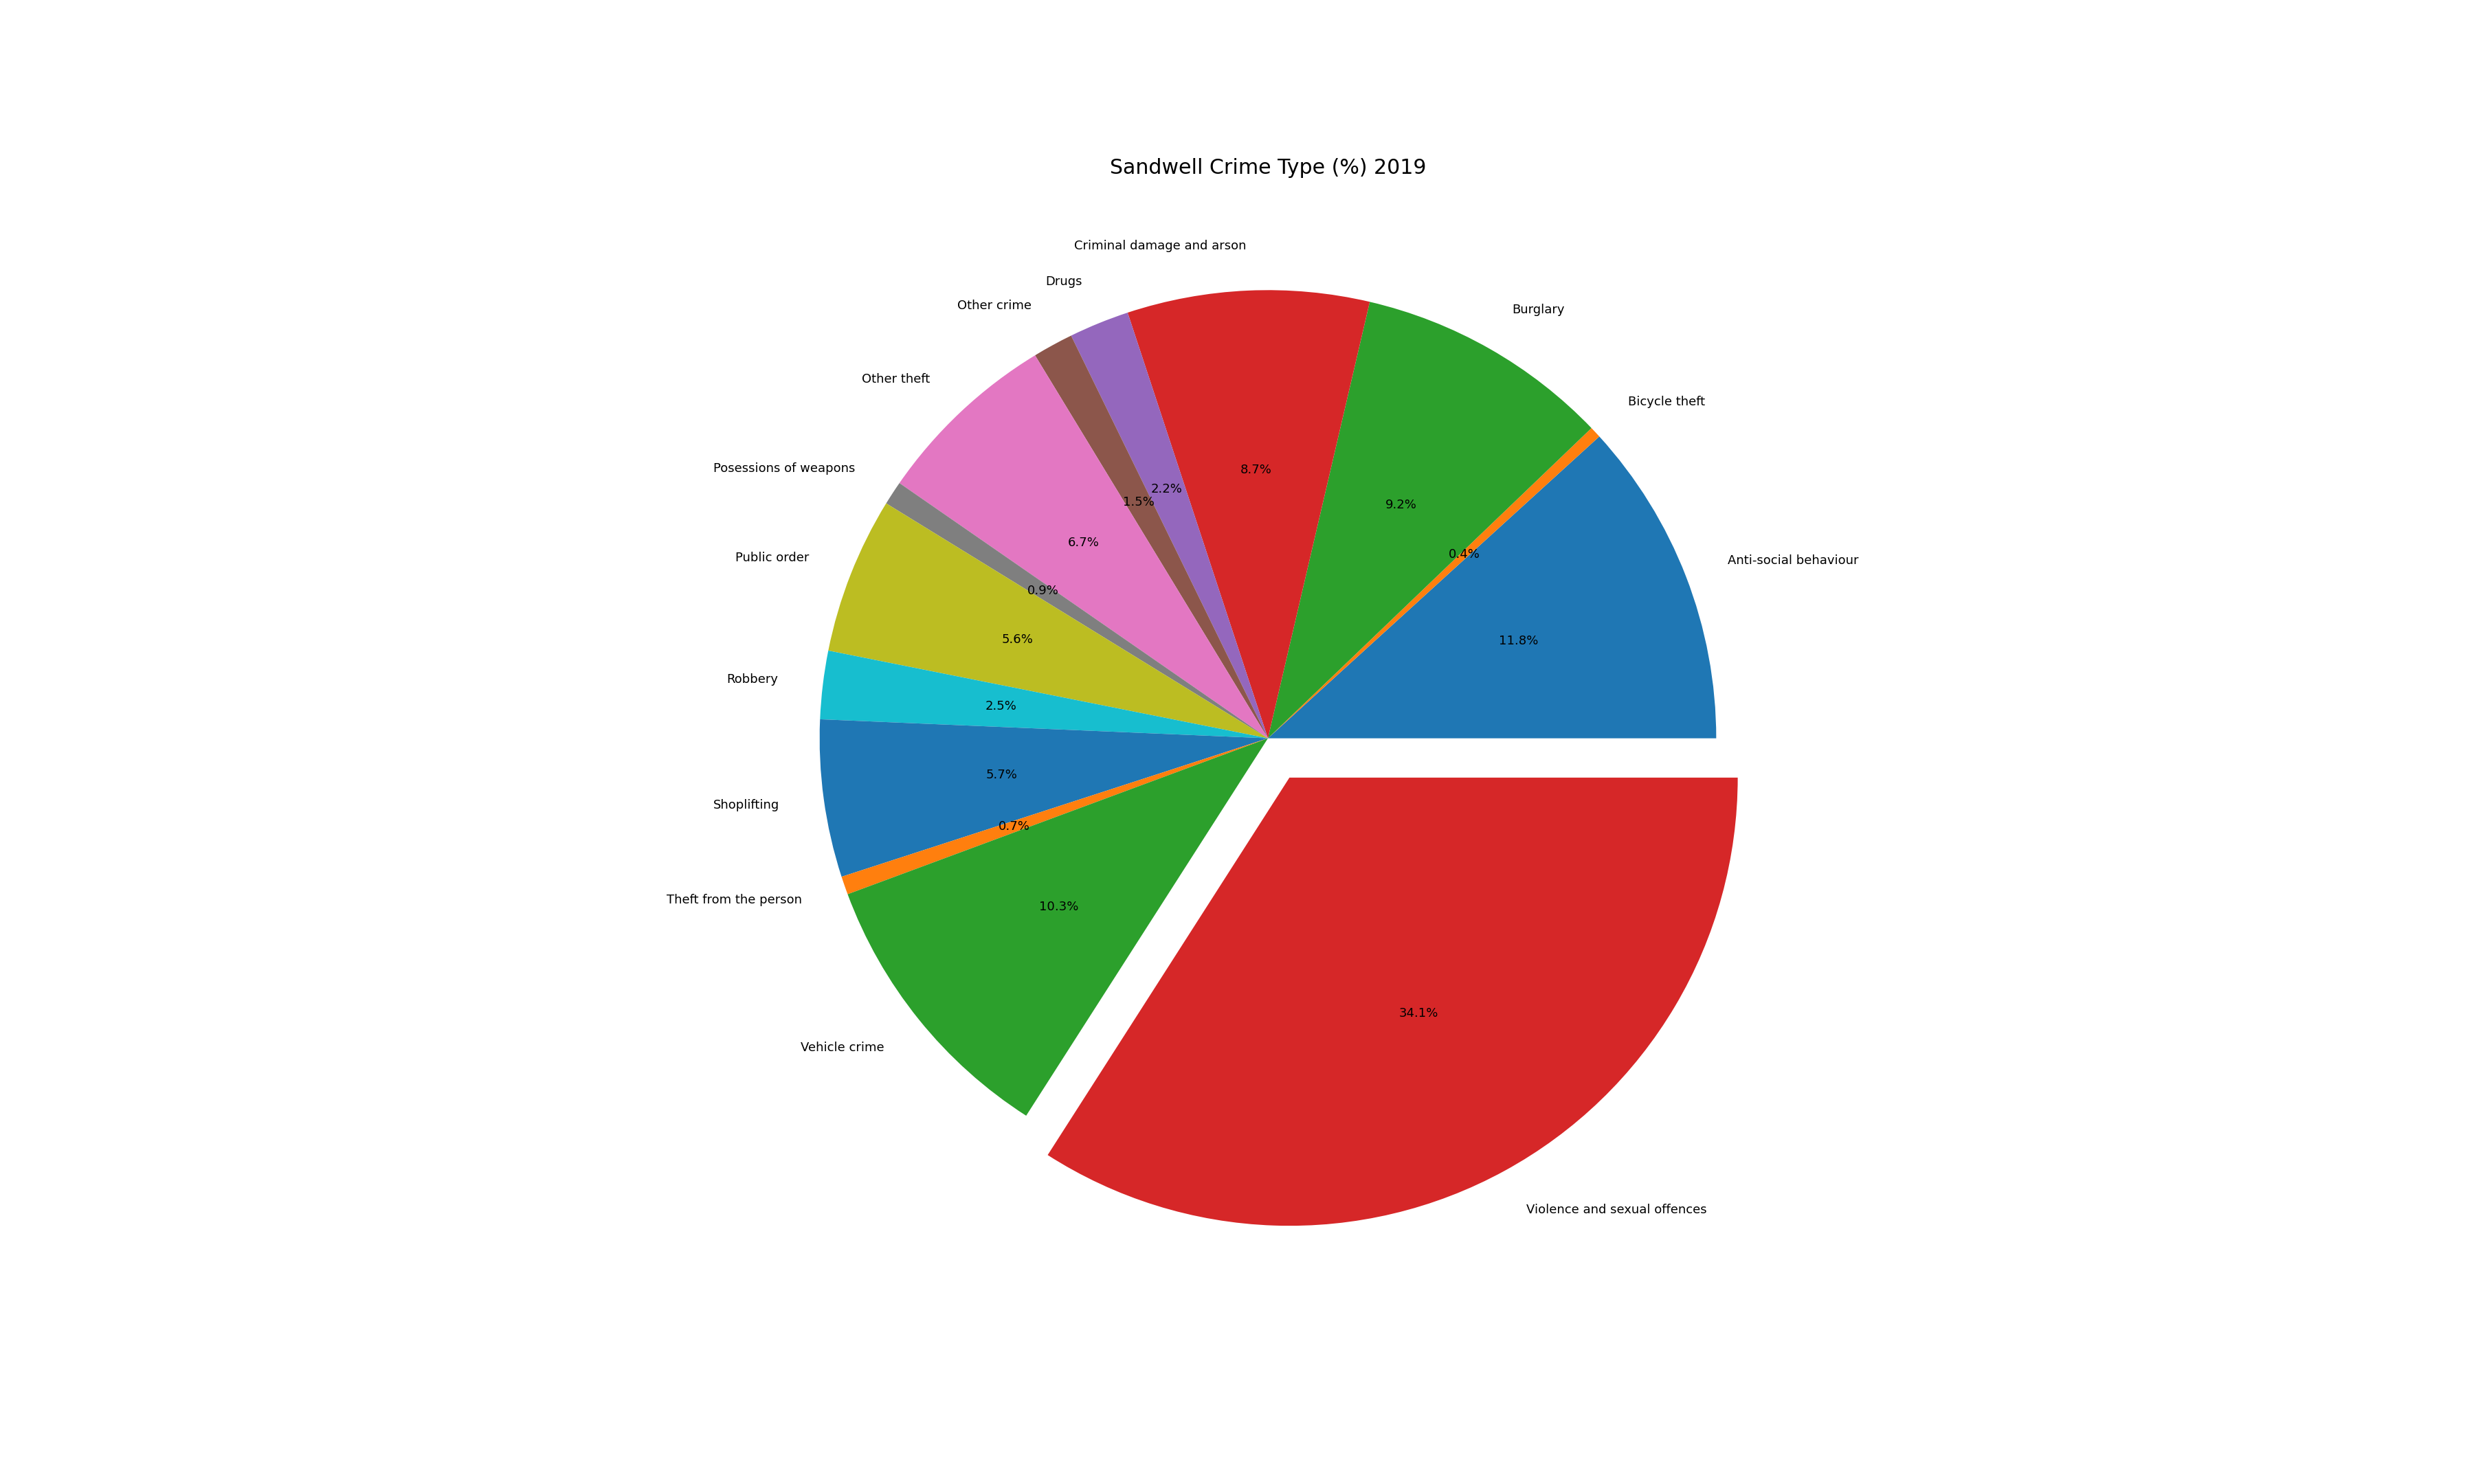 Sandwell Crime Type (%) 2019
Criminal damage and arson
Drugs
Other crime
Burglary
Other theft
Bicycle theft
Posessions of weapons
8.7%
2.2%
1.5%
9.2%
6.7%
0.4%
Public order
Anti-social behaviour
0.9%
5.6%
11.8%
Robbery
2.5%
5.7%
Shoplifting
0.7%
Theft from the person
10.3%
34.1%
Vehicle crime
Violence and sexual offences